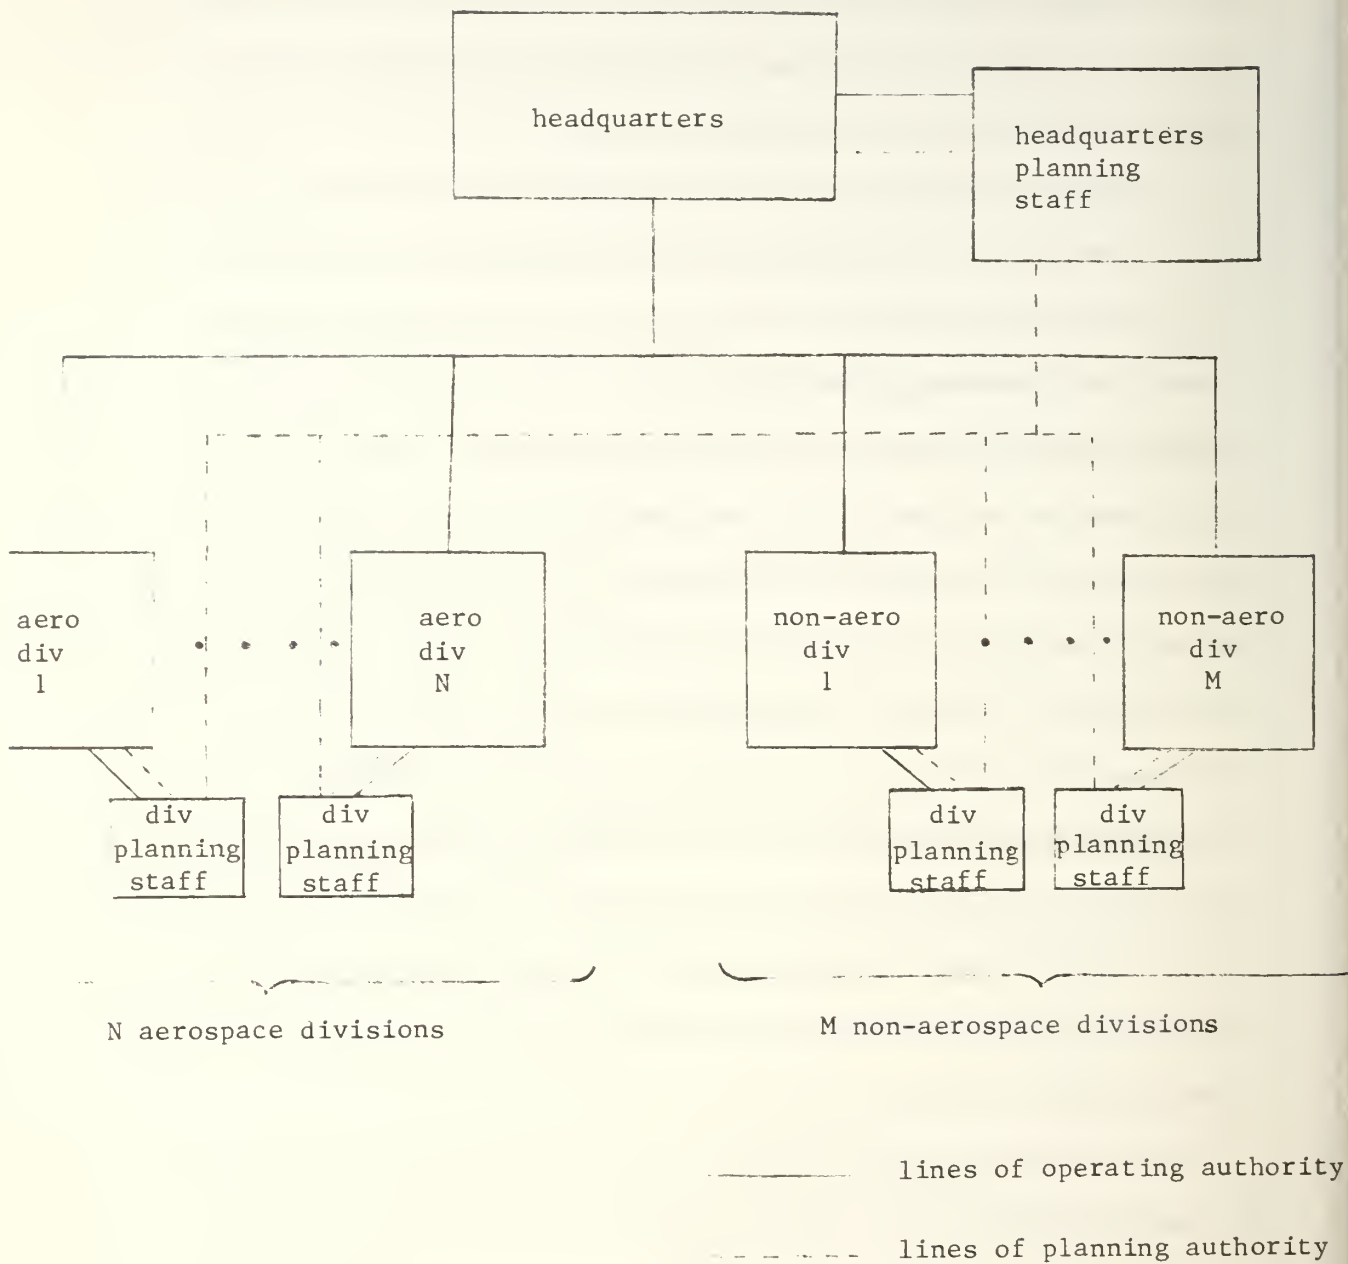 headquarters
headquarters
planning
staff
aero
div
1
aero
div
N
non-aero
div
1
non-aero
div
M
div
planning
staff
div
planning
staff
div
planning
staff
div
planning
staff
N aerospace divisions
M non-aerospace divisions
lines of operating authority
lines of planning authority